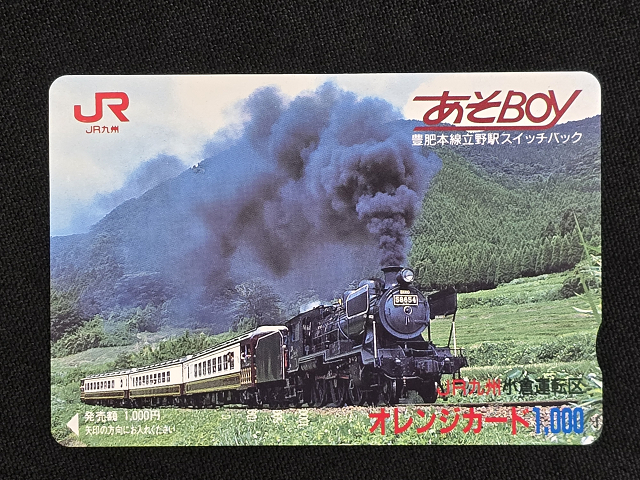 JR
JR九州
あそBOY
豊肥本線立野駅スイッチバック
58654
JR九州小倉運転区
オレンジカード1,000
発売額 1,000円
矢印の方向にお入れください